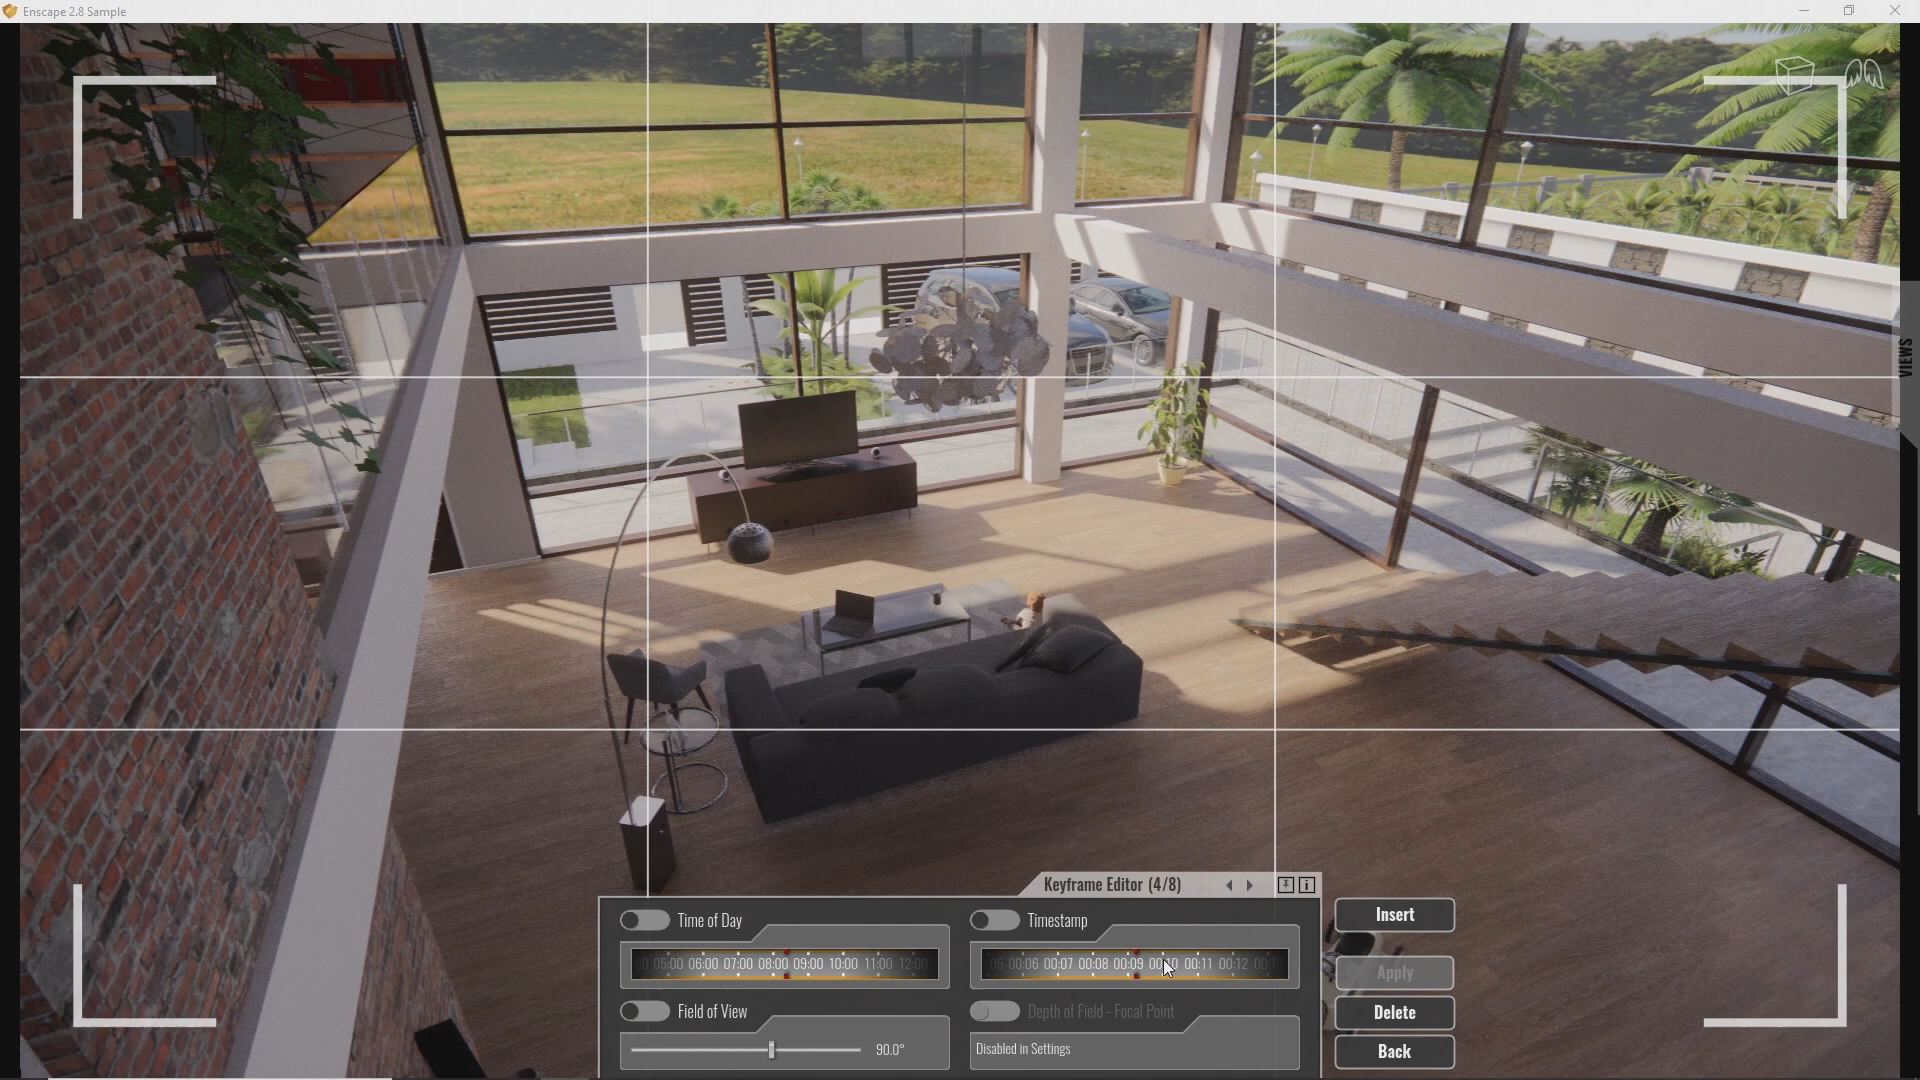 Enscape 2.8 Sample
VIEWS
Keyframe Editor (4/8)
Time of Day
05:00 06:00 07:00 08:00 09:00 10:00 11:00 12:00
Timestamp
00:06 00:07 00:08 00:09 00:11 00:12
Field of View
90.0°
Depth of Field - Focal Point
Disabled in Settings
Insert
Apply
Delete
Back